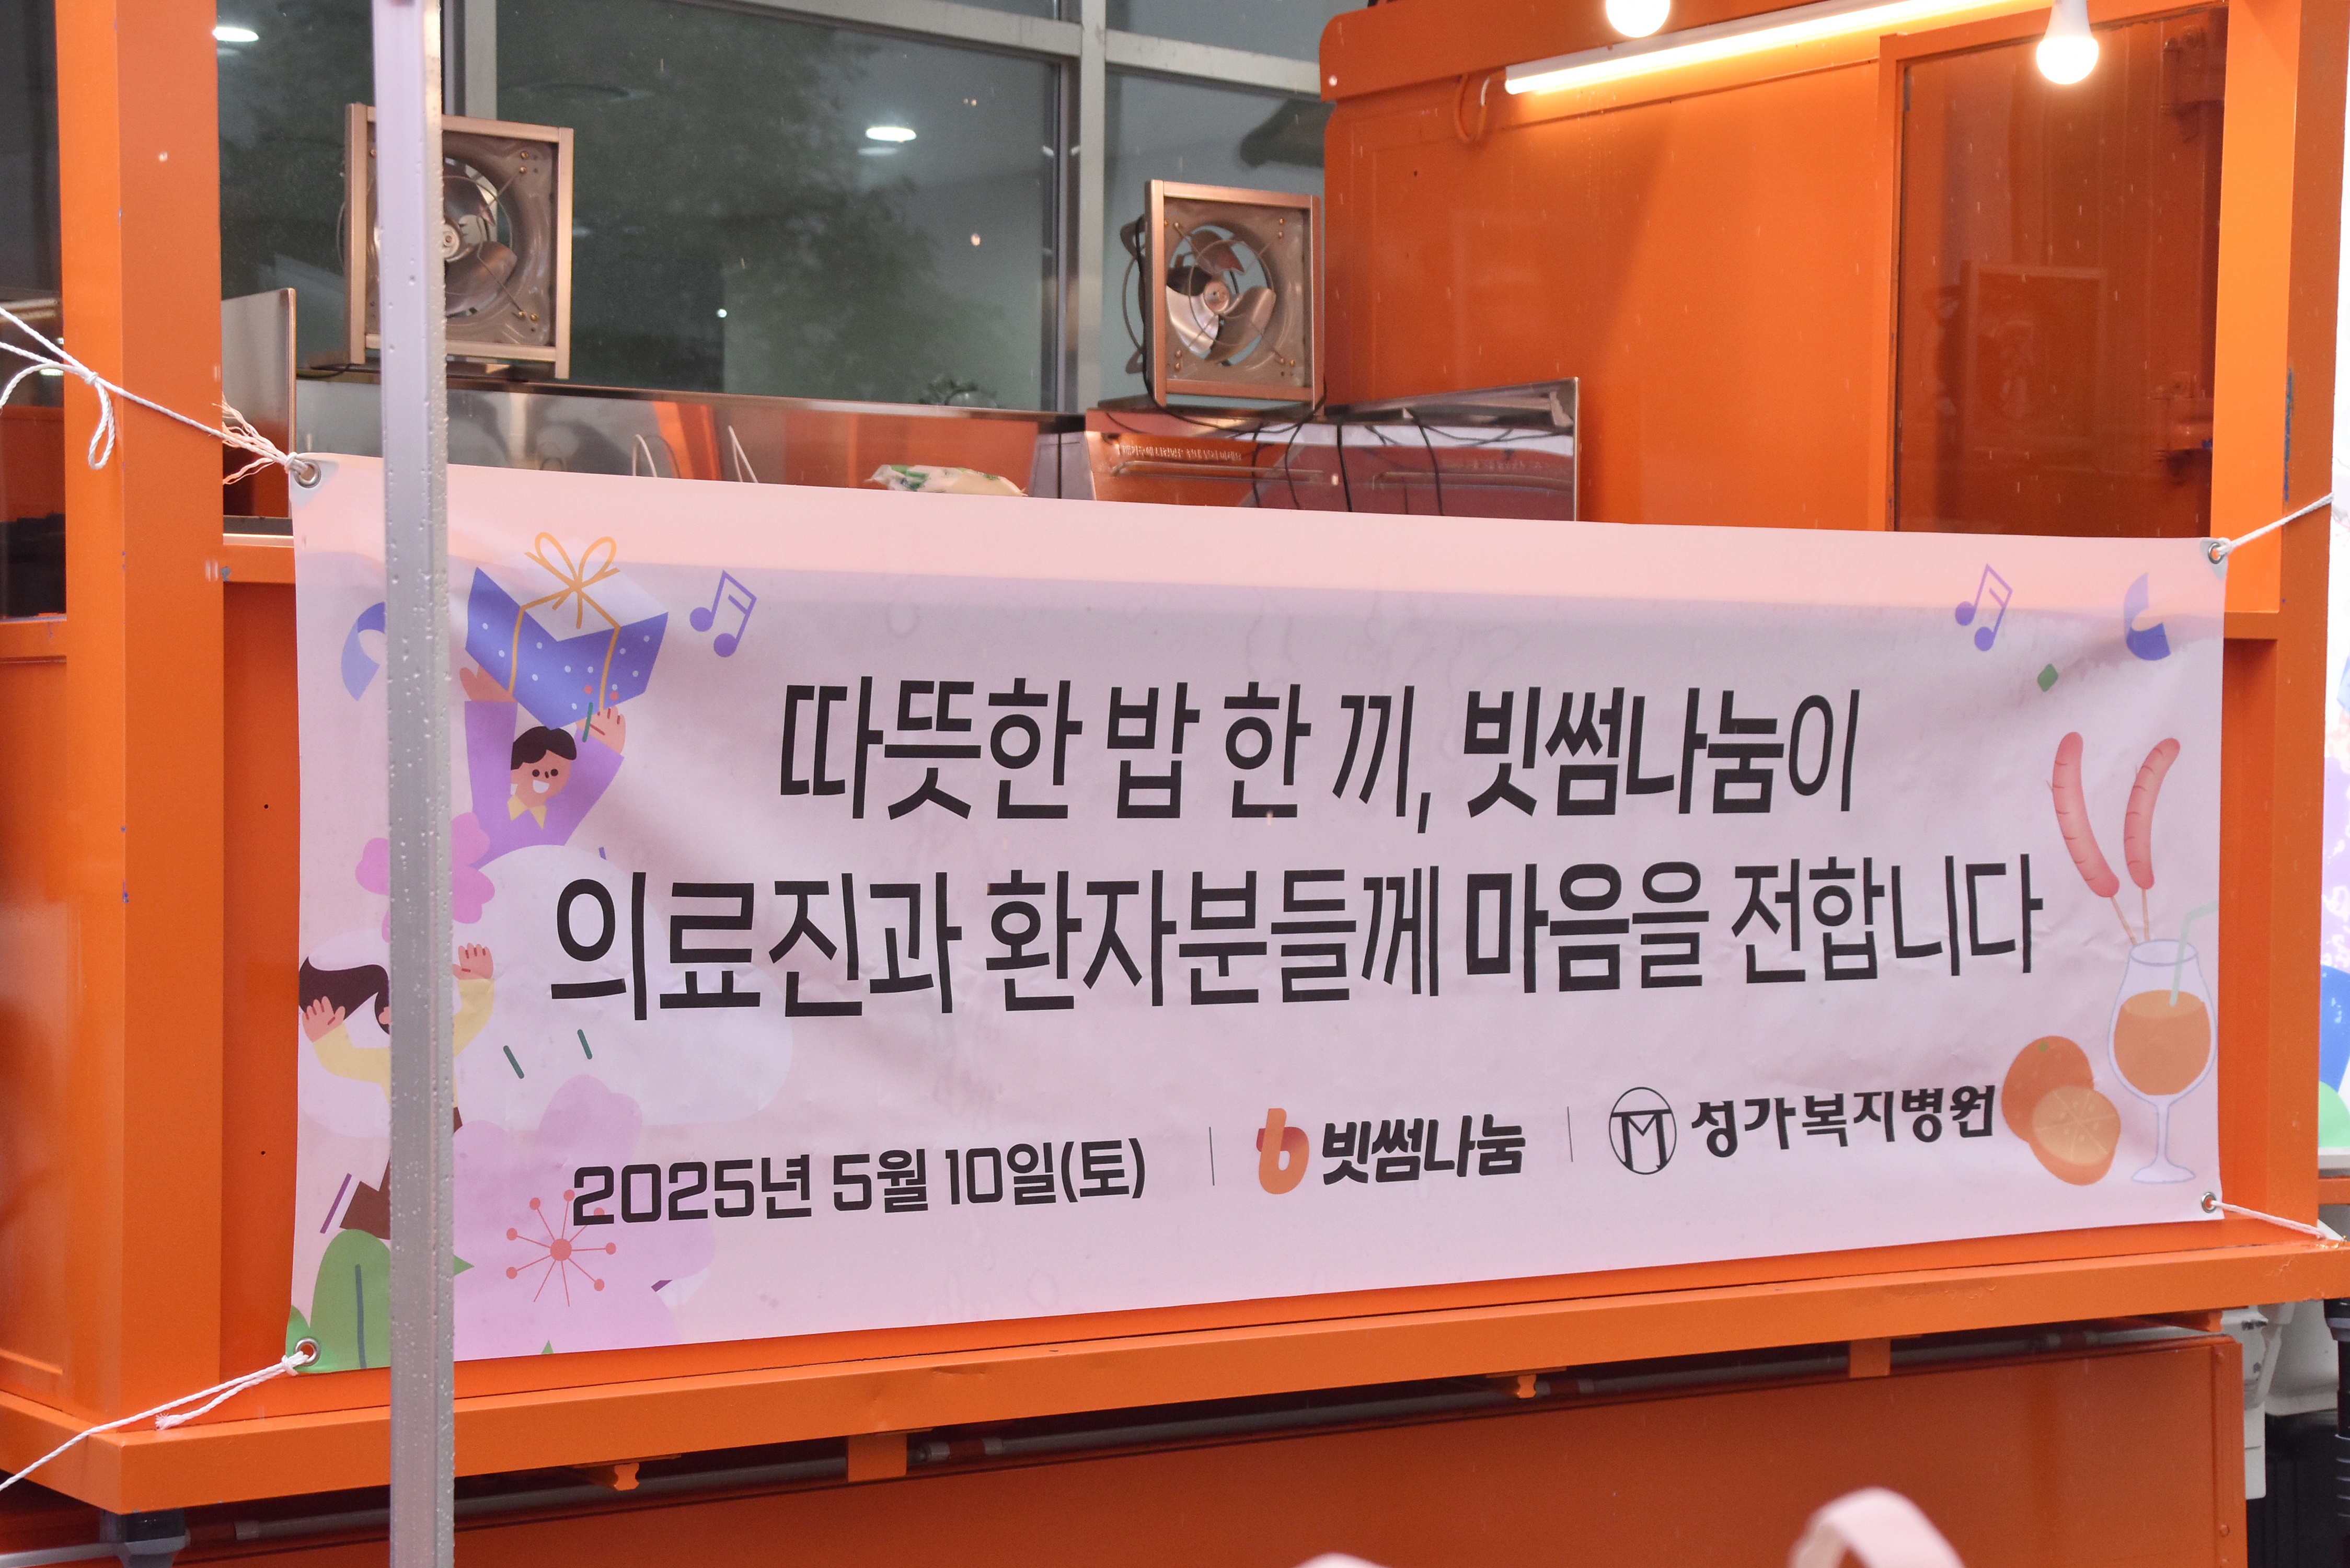 따뜻한 밥 한 끼, 빗썸나눔이
의료진과 환자분들께 마음을 전합니다
2025년 5월 10일(토) | b 빗썸나눔 | 성가복지병원